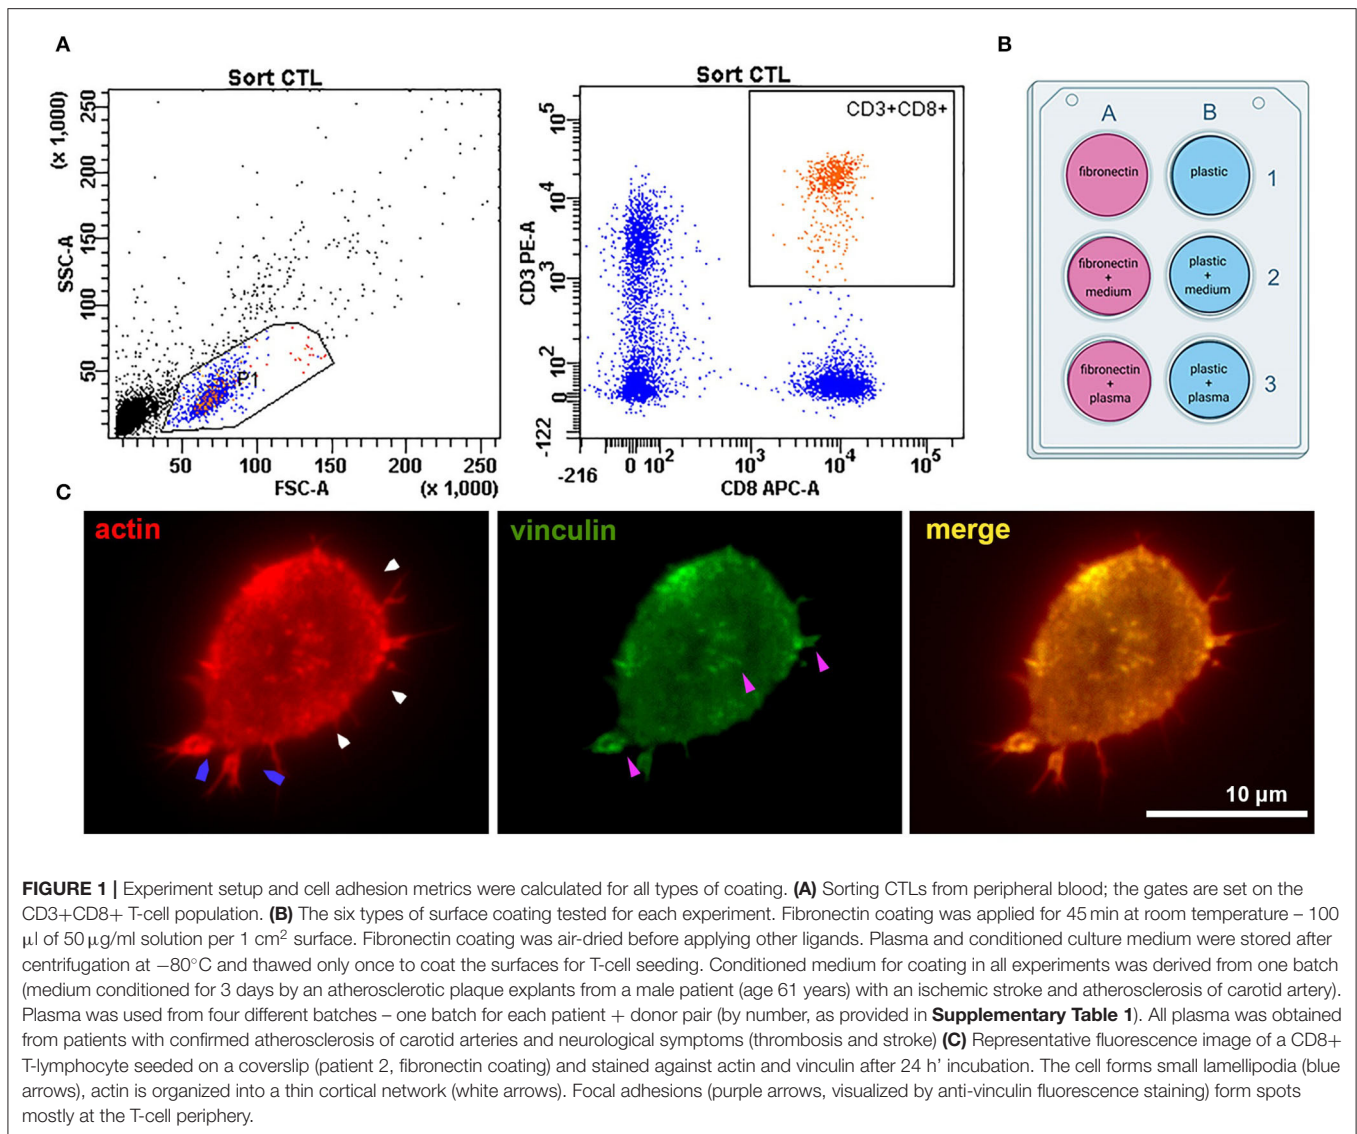 A
Sort CTL
SSC-A
(x 1,000)
250
200
150
100
50
P1
50 100 150 200 250
FSC-A (x 1,000)
Sort CTL
CD3+CD8+
CD3 PE-A
10^5
10^4
10^3
10^2
0
-122
-216 0 10^2 10^3 10^4 10^5
CD8 APC-A
B
A B
fibronectin plastic 1
fibronectin + medium plastic + medium 2
fibronectin + plasma plastic + plasma 3
C
actin vinculin merge
10 µm
FIGURE 1 | Experiment setup and cell adhesion metrics were calculated for all types of coating. (A) Sorting CTLs from peripheral blood; the gates are set on the
CD3+CD8+ T-cell population. (B) The six types of surface coating tested for each experiment. Fibronectin coating was applied for 45 min at room temperature – 100
µl of 50 µg/ml solution per 1 cm² surface. Fibronectin coating was air-dried before applying other ligands. Plasma and conditioned culture medium were stored after
centrifugation at −80°C and thawed only once to coat the surfaces for T-cell seeding. Conditioned medium for coating in all experiments was derived from one batch
(medium conditioned for 3 days by an atherosclerotic plaque explants from a male patient (age 61 years) with an ischemic stroke and atherosclerosis of carotid artery).
Plasma was used from four different batches – one batch for each patient + donor pair (by number, as provided in Supplementary Table 1). All plasma was obtained
from patients with confirmed atherosclerosis of carotid arteries and neurological symptoms (thrombosis and stroke) (C) Representative fluorescence image of a CD8+
T-lymphocyte seeded on a coverslip (patient 2, fibronectin coating) and stained against actin and vinculin after 24 h' incubation. The cell forms small lamellipodia (blue
arrows), actin is organized into a thin cortical network (white arrows). Focal adhesions (purple arrows, visualized by anti-vinculin fluorescence staining) form spots
mostly at the T-cell periphery.